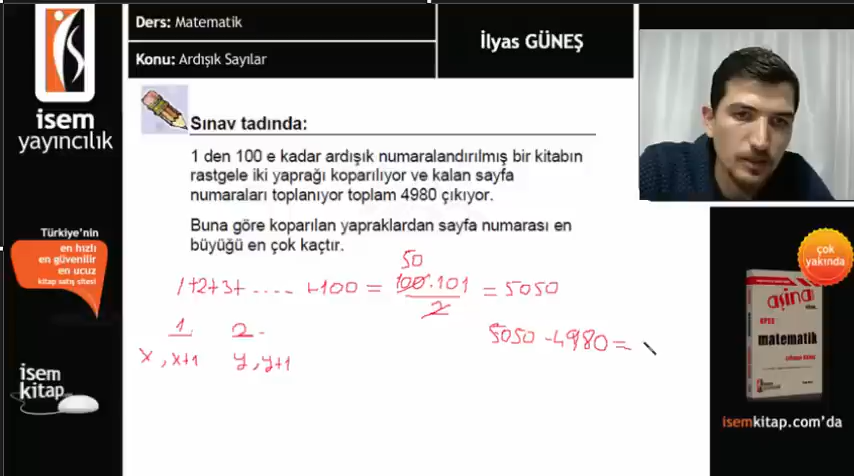 isem
yayıncılık
Türkiye'nin
en hızlı
en güvenilir
en ucuz
kitap satış sitesi
isem
kitap
Ders: Matematik
Konu: Ardışık Sayılar
İlyas GÜNEŞ
Sınav tadında:
1 den 100 e kadar ardışık numaralandırılmış bir kitabın
rastgele iki yaprağı koparılıyor ve kalan sayfa
numaraları toplanıyor toplam 4980 çıkıyor.
Buna göre koparılan yapraklardan sayfa numarası en
büyüğü en çok kaçtır.
50
1+2+3+ ..... +100 = 100.101 = 5050
2
1 2
x, x+1 y, y+1
5050 - 4980 =
çok
yakında
aşina
KPSS
matematik
isemkitap.com'da